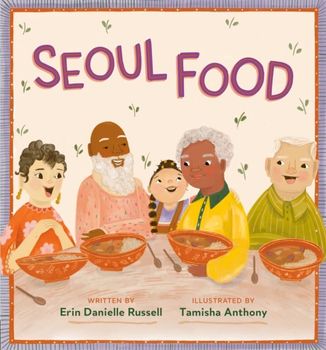 SEOUL FOOD
WRITTEN BY
Erin Danielle Russell
ILLUSTRATED BY
Tamisha Anthony